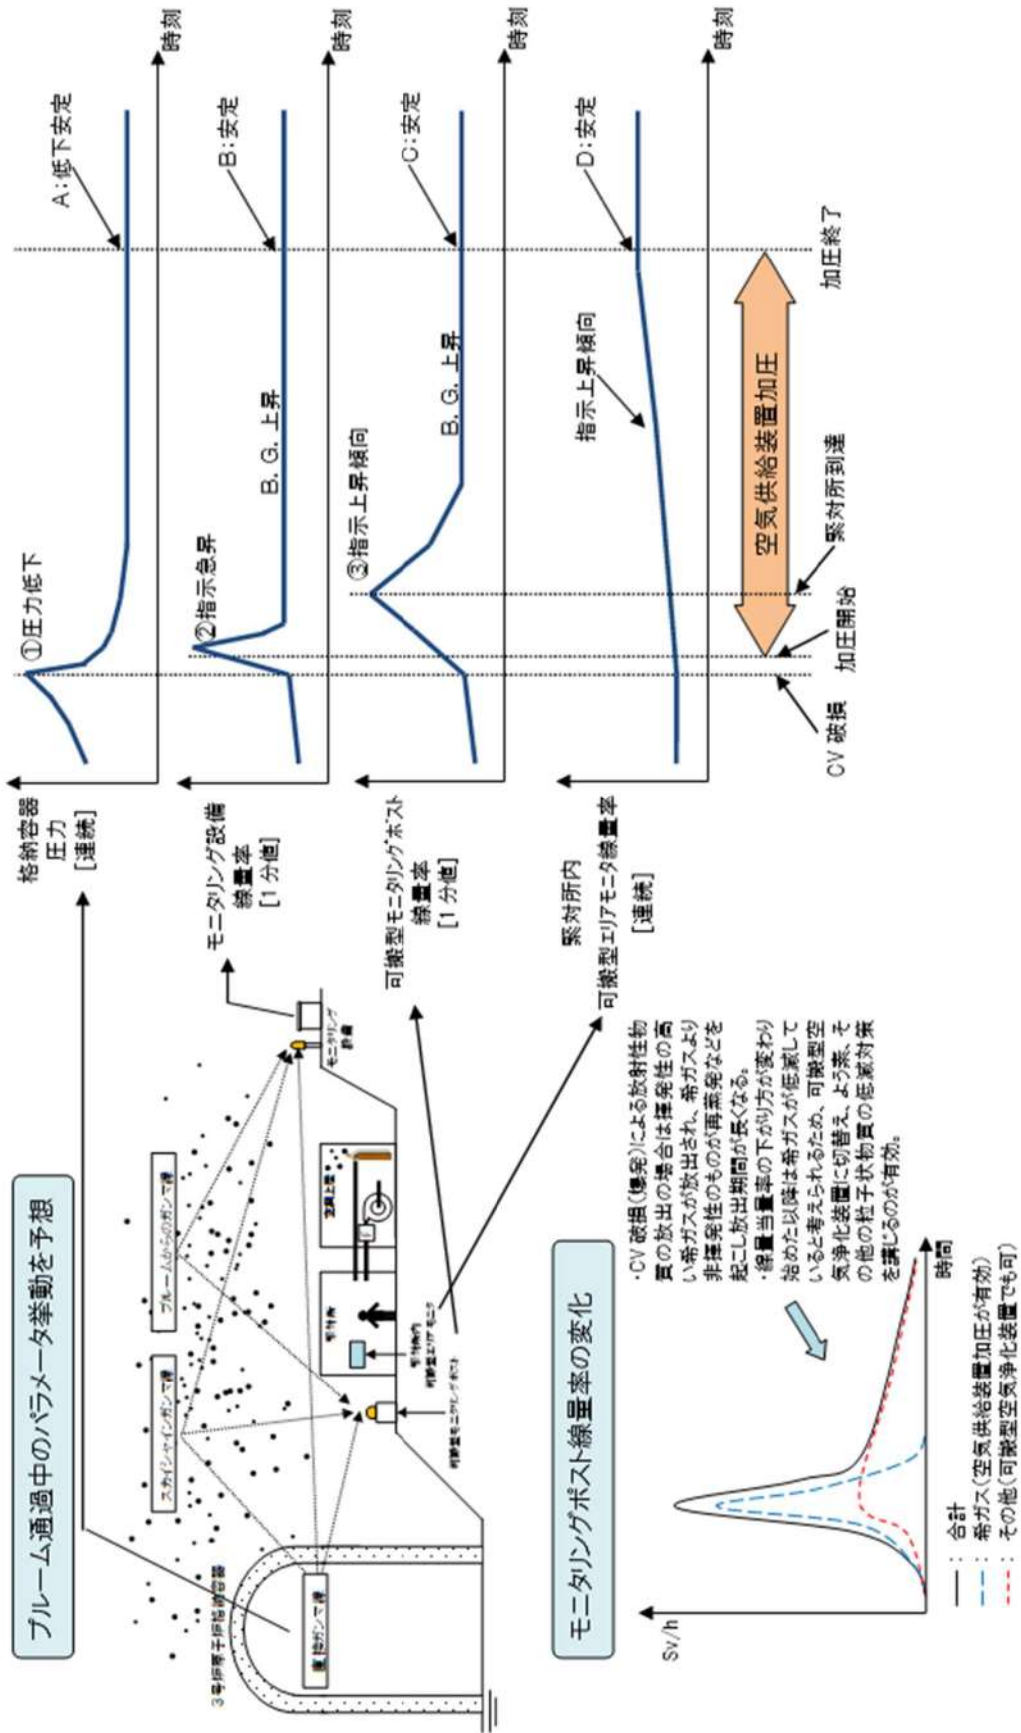 プルーム通過中のパラメータ挙動を予想
スカイシャインガンマ線
プルームからのガンマ線
3号炉原子炉格納容器
直接ガンマ線
緊対所
緊対所内
可搬型エリアモニタ
可搬型モニタリングポスト
モニタリング
設備
格納容器
圧力
[連続]
①圧力低下
A:低下安定
時刻
モニタリング設備
線量率
[1分値]
②指示急昇
B. G. 上昇
B:安定
時刻
可搬型モニタリングポスト
線量率
[1分値]
③指示上昇傾向
B. G. 上昇
C:安定
時刻
緊対所内
可搬型エリアモニタ線量率
[連続]
指示上昇傾向
D:安定
時刻
CV破損
加圧開始
緊対所到達
加圧終了
空気供給装置加圧
モニタリングポスト線量率の変化
Sv/h
時間
・CV破損(爆発)による放射性物
質の放出の場合は揮発性の高
い希ガスが放出され、希ガスより
非揮発性のものが再蒸発などを
起こし放出期間が長くなる。
・線量当量率の下がり方が変わり
始めた以降は希ガスが低減して
いると考えられるため、可搬型空
気浄化装置に切替え、よう素、そ
の他の粒子状物質の低減対策
を講じるのが有効。
:合計
:希ガス(空気供給装置加圧が有効)
:その他(可搬型空気浄化装置でも可)